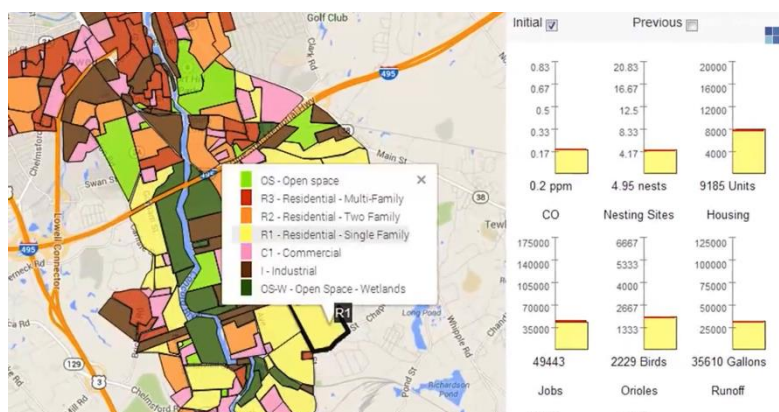 Golf Club
Clark Rd
495
38
Main St
Chelmsford St
Swan St
Lowell Connector
495
OS - Open space
R3 - Residential - Multi-Family
R2 - Residential - Two Family
R1 - Residential - Single Family
C1 - Commercial
I - Industrial
OS-W - Open Space - Wetlands
38
R1
Long Pond
Whipple Rd
129
3
Chelmsford St
Pond St
Richardson
Pond
Initial
Previous
0.83
0.67
0.5
0.33
0.17
0.2 ppm
CO
20.83
16.67
12.5
8.33
4.17
4.95 nests
Nesting Sites
20000
16000
12000
8000
4000
9185 Units
Housing
175000
140000
105000
70000
35000
49443
Jobs
6667
5333
4000
2667
1333
2229 Birds
Orioles
125000
100000
75000
50000
25000
35610 Gallons
Runoff